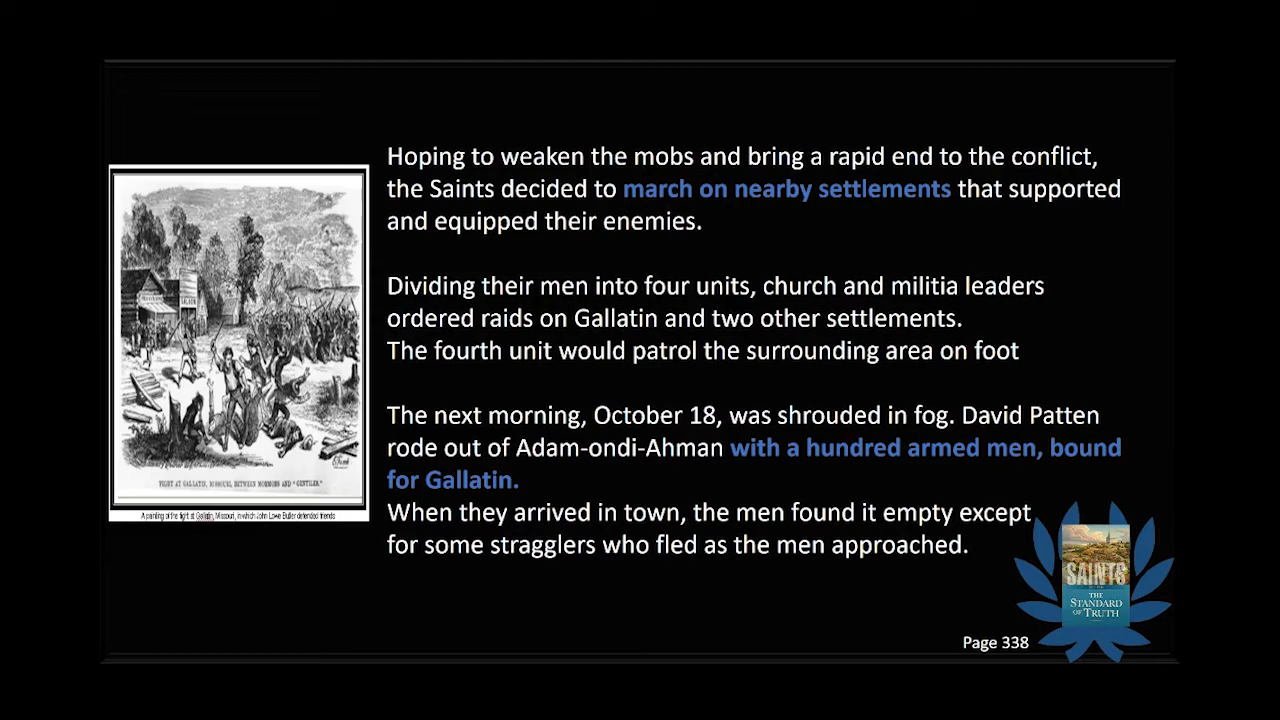 Hoping to weaken the mobs and bring a rapid end to the conflict,
the Saints decided to march on nearby settlements that supported
and equipped their enemies.
Dividing their men into four units, church and militia leaders
ordered raids on Gallatin and two other settlements.
The fourth unit would patrol the surrounding area on foot
The next morning, October 18, was shrouded in fog. David Patten
rode out of Adam-ondi-Ahman with a hundred armed men, bound
for Gallatin.
When they arrived in town, the men found it empty except
for some stragglers who fled as the men approached.
SALOON
FIGHT AT GALLATIN, MISSOURI, BETWEEN MORMONS AND "GENTILES."
A painting of the fight at Gallatin, Missouri, in which John Lowe Butler defended friends
SAINTS
THE
STANDARD
OF TRUTH
Page 338